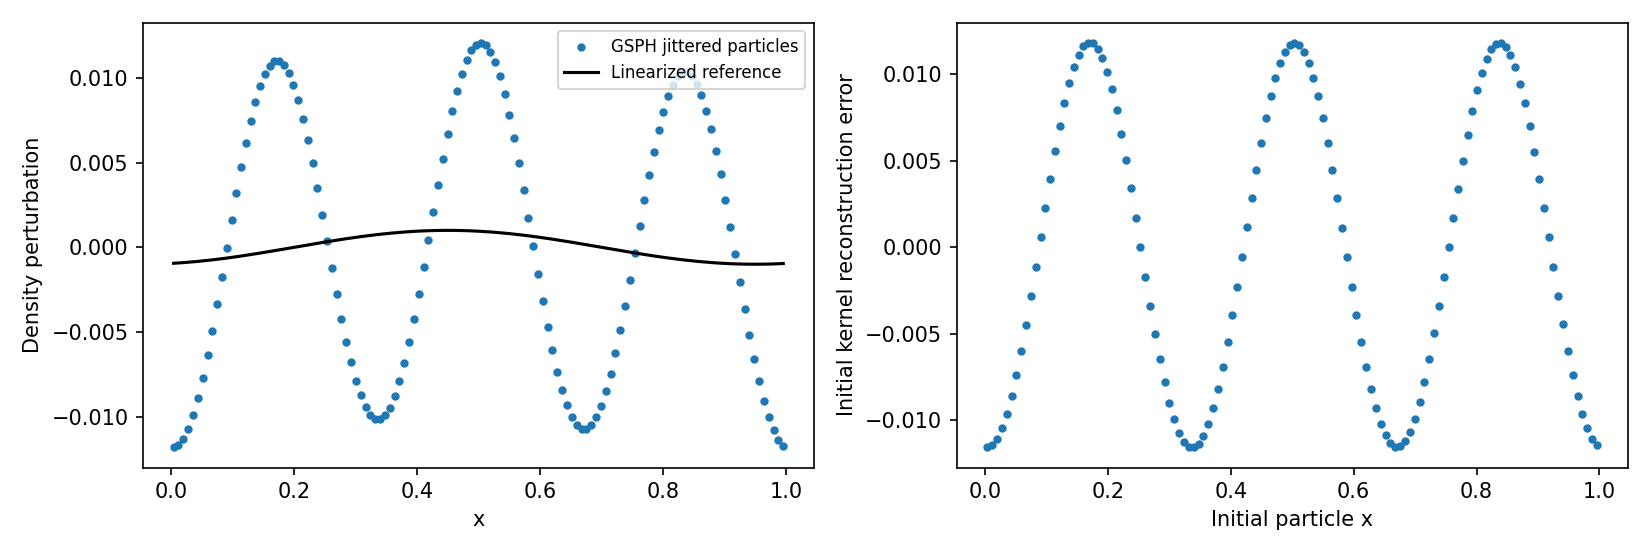 Density perturbation
0.010
0.005
0.000
−0.005
−0.010
GSPH jittered particles
Linearized reference
0.0 0.2 0.4 0.6 0.8 1.0
x
Initial kernel reconstruction error
0.010
0.005
0.000
−0.005
−0.010
0.0 0.2 0.4 0.6 0.8 1.0
Initial particle x